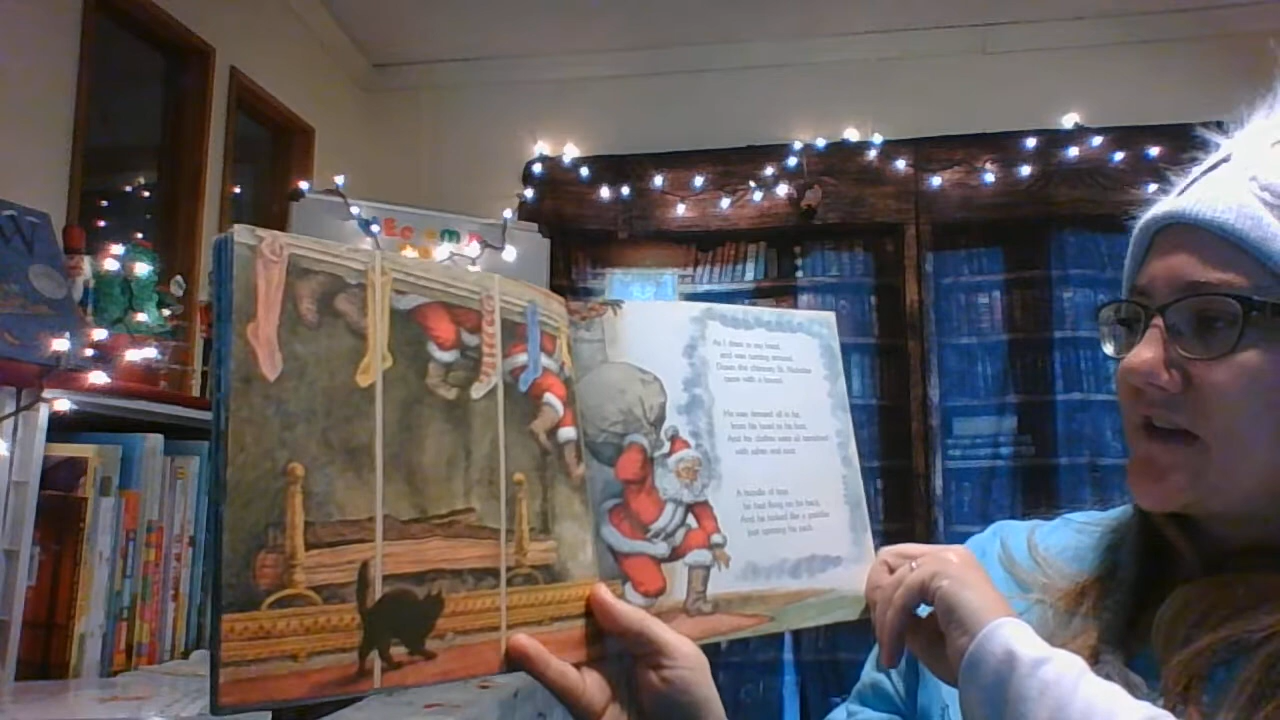 W
As I drew in my head,
and was turning around,
Down the chimney St. Nicholas
came with a bound.
He was dressed all in fur,
from his head to his foot,
And his clothes were all tarnished
with ashes and soot.
A bundle of toys
he had flung on his back,
And he looked like a peddler
just opening his pack.